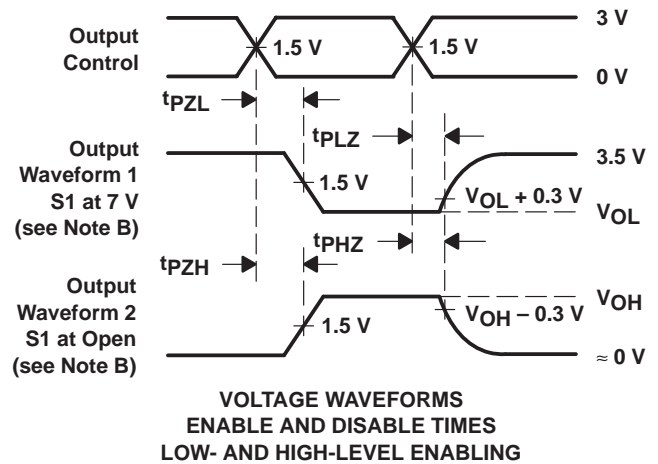 Output
Control
1.5 V
1.5 V
3 V
0 V
tPZL
tPLZ
Output
Waveform 1
S1 at 7 V
(see Note B)
1.5 V
VOL + 0.3 V
3.5 V
VOL
tPZH
tPHZ
Output
Waveform 2
S1 at Open
(see Note B)
1.5 V
VOH – 0.3 V
VOH
≈ 0 V
VOLTAGE WAVEFORMS
ENABLE AND DISABLE TIMES
LOW- AND HIGH-LEVEL ENABLING